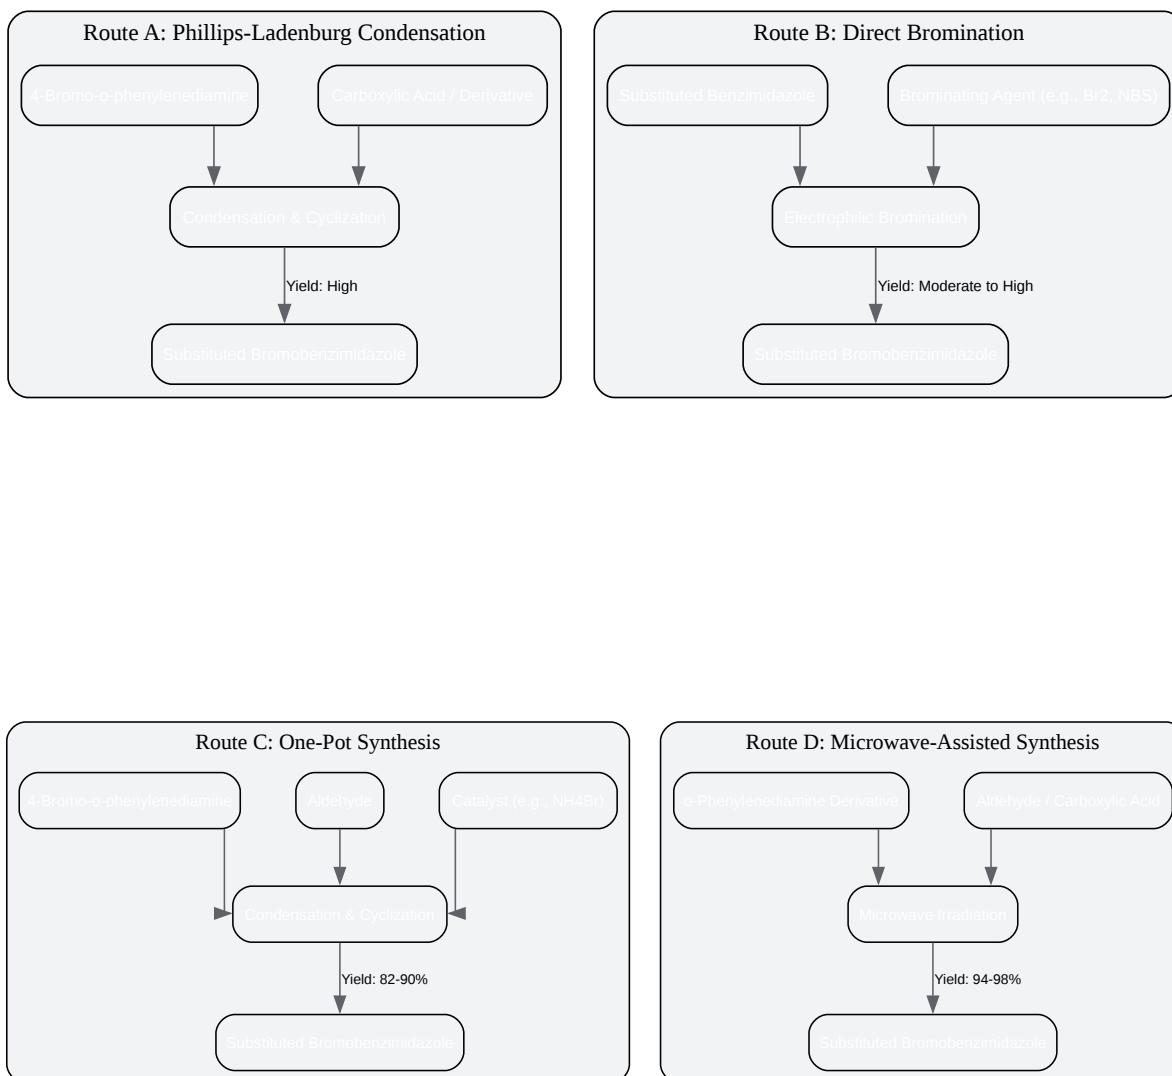 Route A: Phillips-Ladenburg Condensation
4-Bromo-o-phenylenediamine
Carboxylic Acid / Derivative
Condensation & Cyclization
Yield: High
Substituted Bromobenzimidazole
Route B: Direct Bromination
Substituted Benzimidazole
Brominating Agent (e.g., Br2, NBS)
Electrophilic Bromination
Yield: Moderate to High
Substituted Bromobenzimidazole
Route C: One-Pot Synthesis
4-Bromo-o-phenylenediamine
Aldehyde
Catalyst (e.g., NH4Br)
Condensation & Cyclization
Yield: 82-90%
Substituted Bromobenzimidazole
Route D: Microwave-Assisted Synthesis
o-Phenylenediamine Derivative
Aldehyde / Carboxylic Acid
Microwave Irradiation
Yield: 94-98%
Substituted Bromobenzimidazole